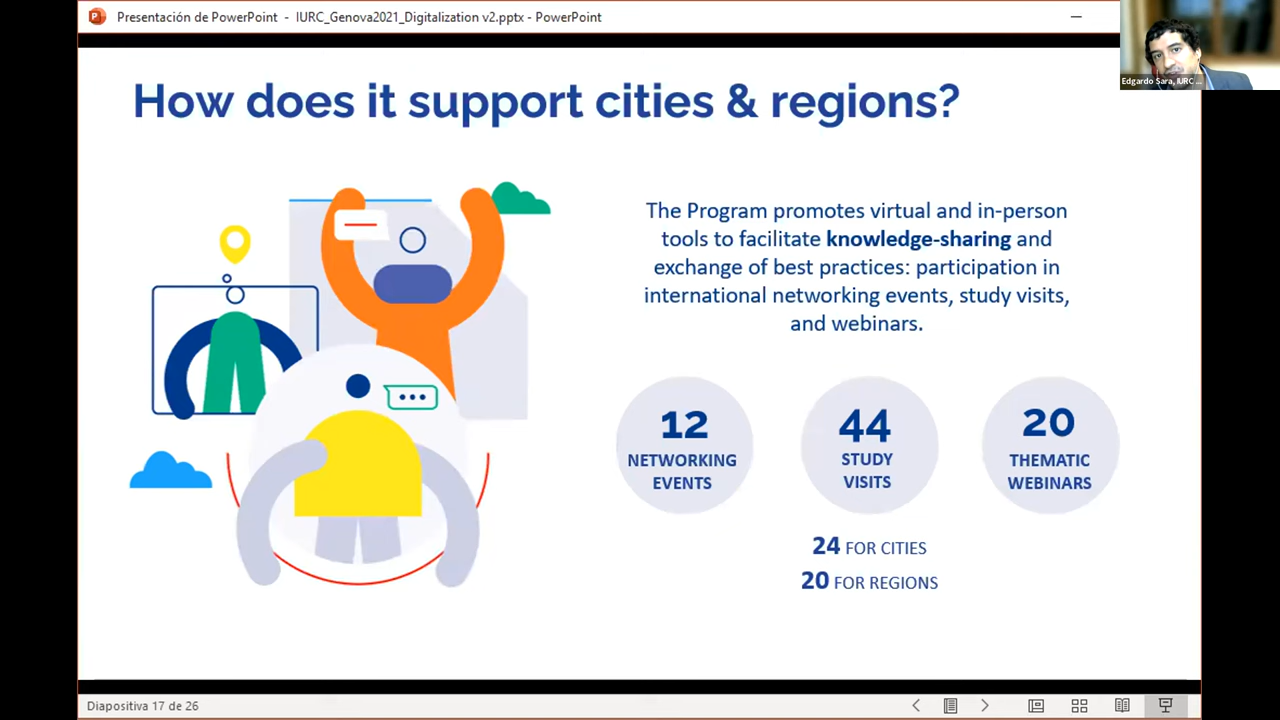 Presentación de PowerPoint - IURC_Genova2021_Digitalization v2.pptx - PowerPoint
Edgardo Sara, IURC ...
How does it support cities & regions?
The Program promotes virtual and in-person
tools to facilitate knowledge-sharing and
exchange of best practices: participation in
international networking events, study visits,
and webinars.
12
NETWORKING
EVENTS
44
STUDY
VISITS
20
THEMATIC
WEBINARS
24 FOR CITIES
20 FOR REGIONS
Diapositiva 17 de 26